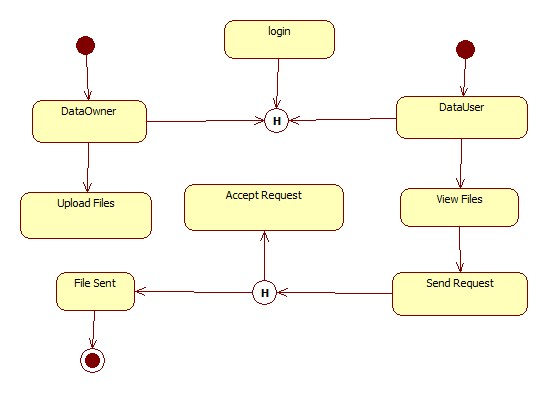 login
DataOwner
H
DataUser
Upload Files
Accept Request
View Files
File Sent
H
Send Request